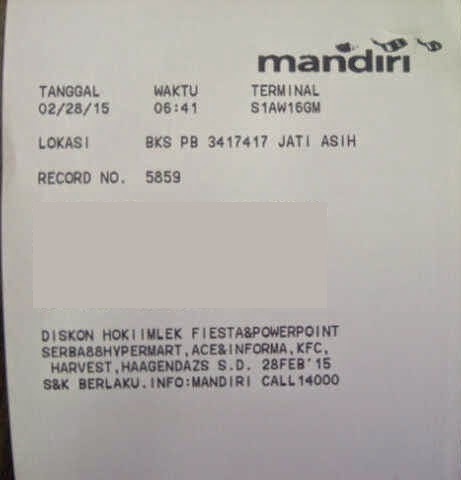 mandiri
TANGGAL WAKTU TERMINAL
02/28/15 06:41 S1AW16GM
LOKASI BKS PB 3417417 JATI ASIH
RECORD NO. 5859
DISKON HOKIIMLEK FIESTA&POWERPOINT
SERBA88HYPERMART,ACE&INFORMA,KFC,
HARVEST,HAAGENDAZS S.D. 28FEB'15
S&K BERLAKU.INFO:MANDIRI CALL14000